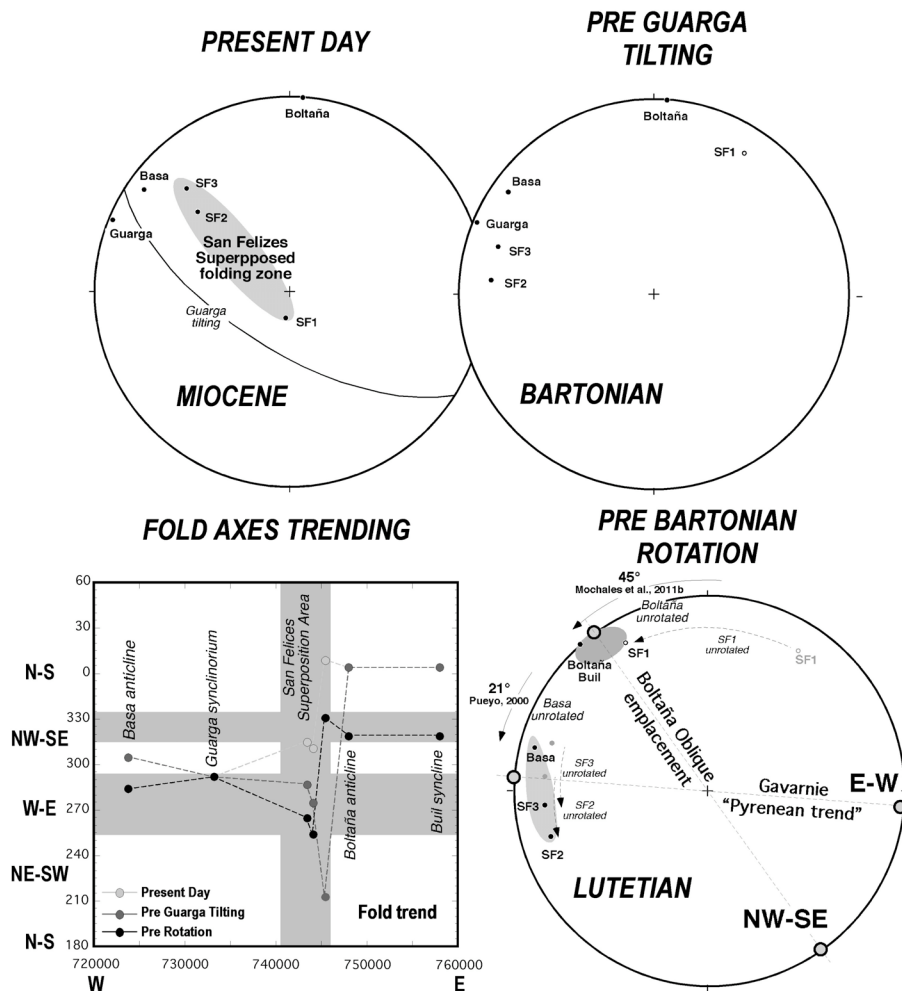 PRESENT DAY
Boltaña
Basa
SF3
SF2
Guarga
San Felizes
Superpposed
folding zone
Guarga
tilting
SF1
MIOCENE
PRE GUARGA
TILTING
Boltaña
SF1
Basa
Guarga
SF3
SF2
BARTONIAN
FOLD AXES TRENDING
60
30
N-S
0
330
NW-SE
300
W-E
270
240
NE-SW
210
N-S
180
Basa anticline
Guarga synclinorium
San Felices
Superposition Area
Boltaña anticline
Buil syncline
Present Day
Pre Guarga Tilting
Pre Rotation
Fold trend
720000
730000
740000
750000
760000
W
E
PRE BARTONIAN
ROTATION
45°
Mochales et al., 2011b
Boltaña
unrotated
SF1
unrotated
SF1
SF1
Boltaña
Buil
21°
Pueyo, 2000
Basa
unrotated
Boltaña Oblique
emplacement
Basa
SF3
unrotated
SF3
SF2
unrotated
SF2
Gavarnie
"Pyrenean trend"
E-W
LUTETIAN
NW-SE